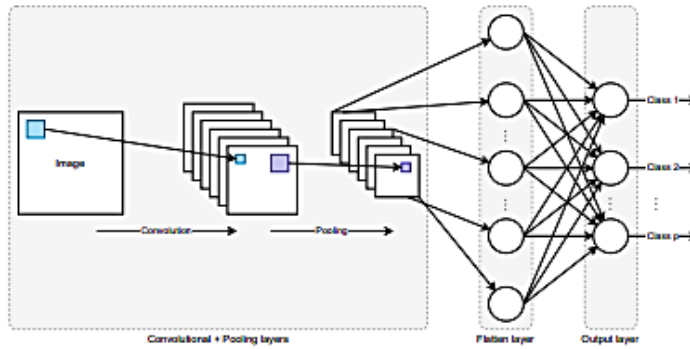 Image
Convolution
Pooling
Class 1
Class 2
Class p
Convolutional + Pooling layers
Flatten layer
Output layer